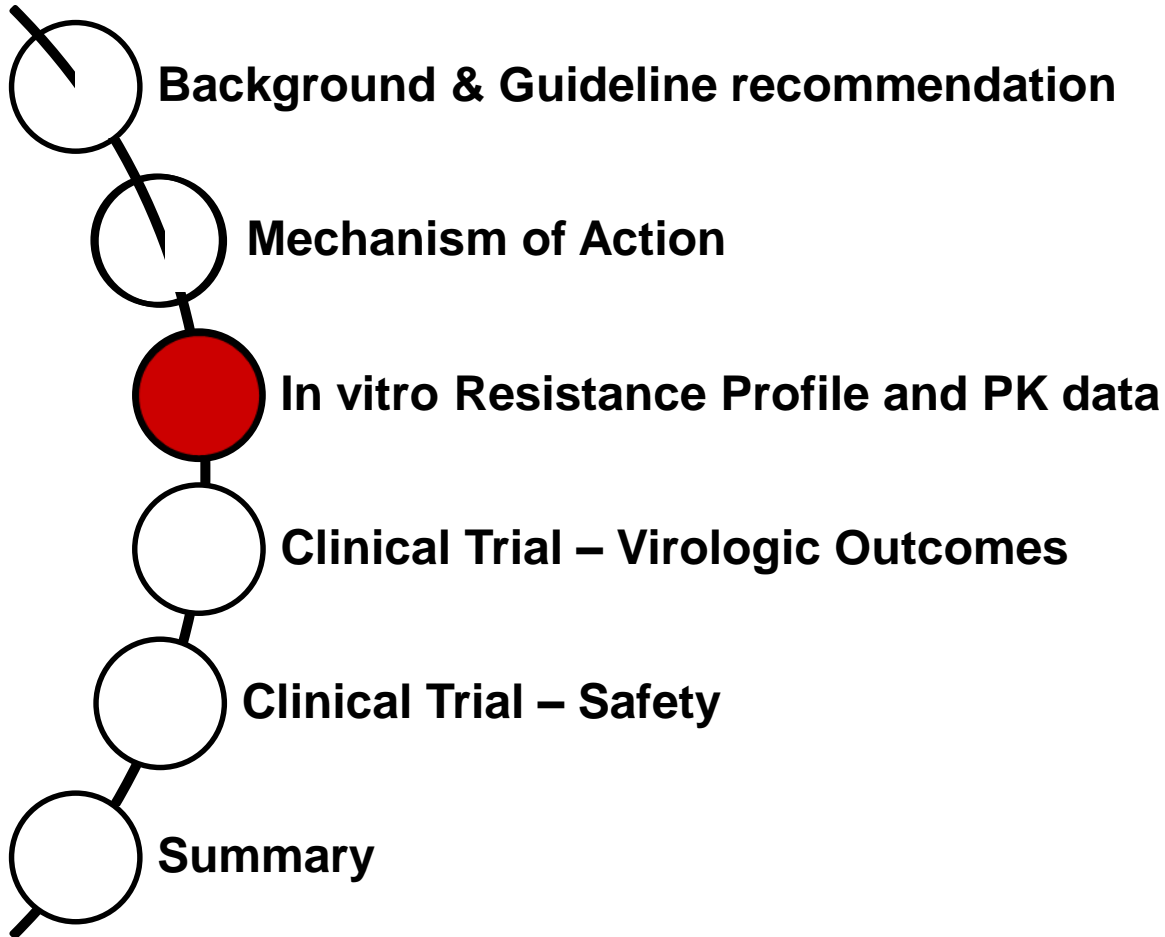 Background & Guideline recommendation
Mechanism of Action
In vitro Resistance Profile and PK data
Clinical Trial – Virologic Outcomes
Clinical Trial – Safety
Summary